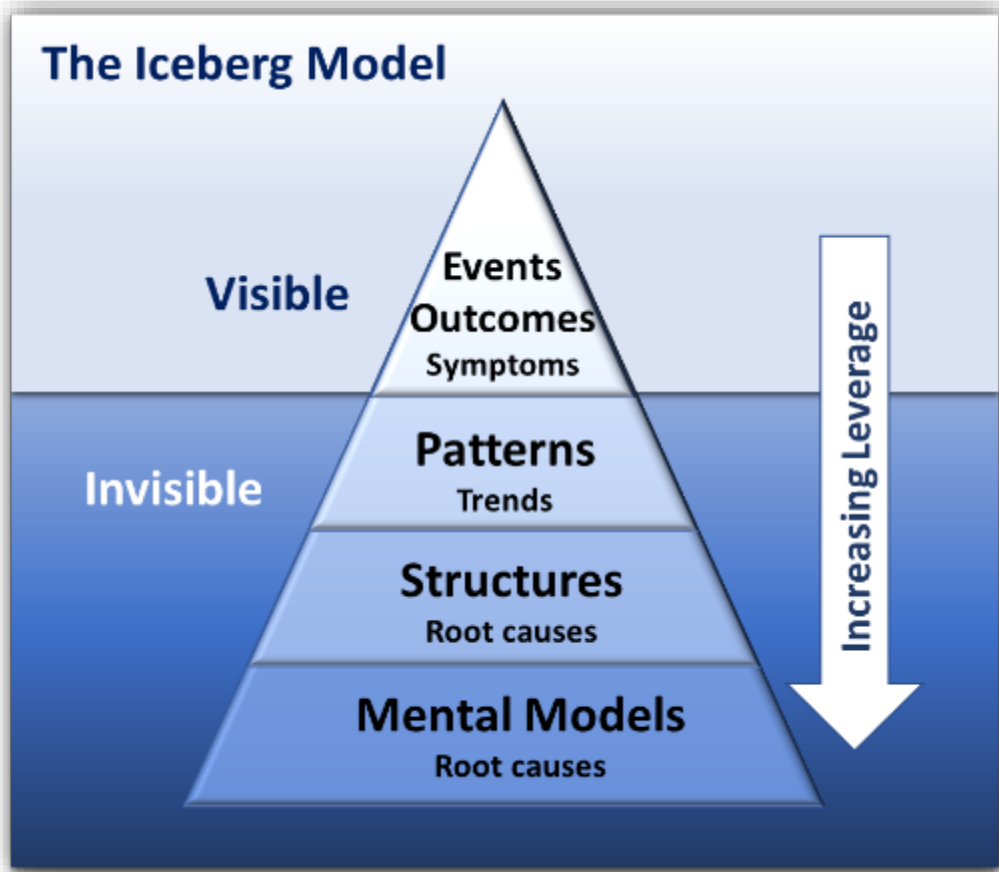 The Iceberg Model
Visible
Events
Outcomes
Symptoms
Invisible
Patterns
Trends
Structures
Root causes
Mental Models
Root causes
Increasing Leverage